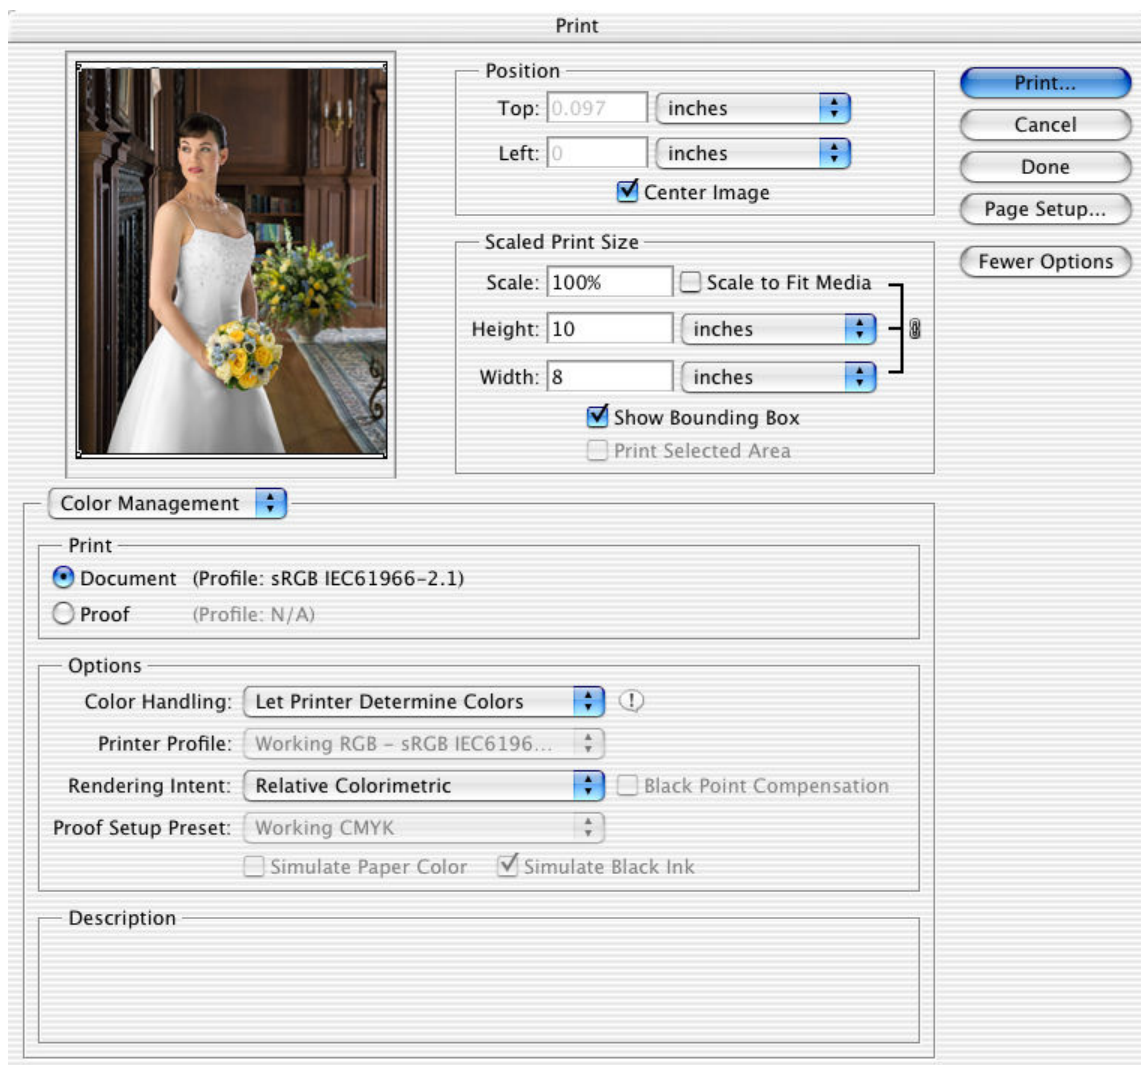 Print
Position
Top: 0.097 inches
Left: 0 inches
Center Image
Scaled Print Size
Scale: 100% Scale to Fit Media
Height: 10 inches
Width: 8 inches
Show Bounding Box
Print Selected Area
Print...
Cancel
Done
Page Setup...
Fewer Options
Color Management
Print
Document (Profile: sRGB IEC61966-2.1)
Proof (Profile: N/A)
Options
Color Handling: Let Printer Determine Colors
Printer Profile: Working RGB - sRGB IEC6196...
Rendering Intent: Relative Colorimetric Black Point Compensation
Proof Setup Preset: Working CMYK
Simulate Paper Color Simulate Black Ink
Description